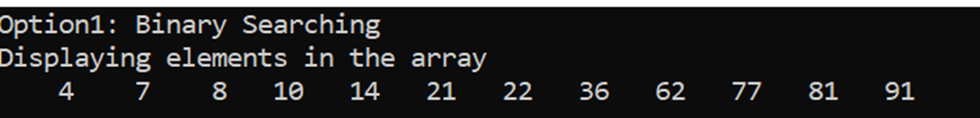 Option1: Binary Searching
Displaying elements in the array
4 7 8 10 14 21 22 36 62 77 81 91